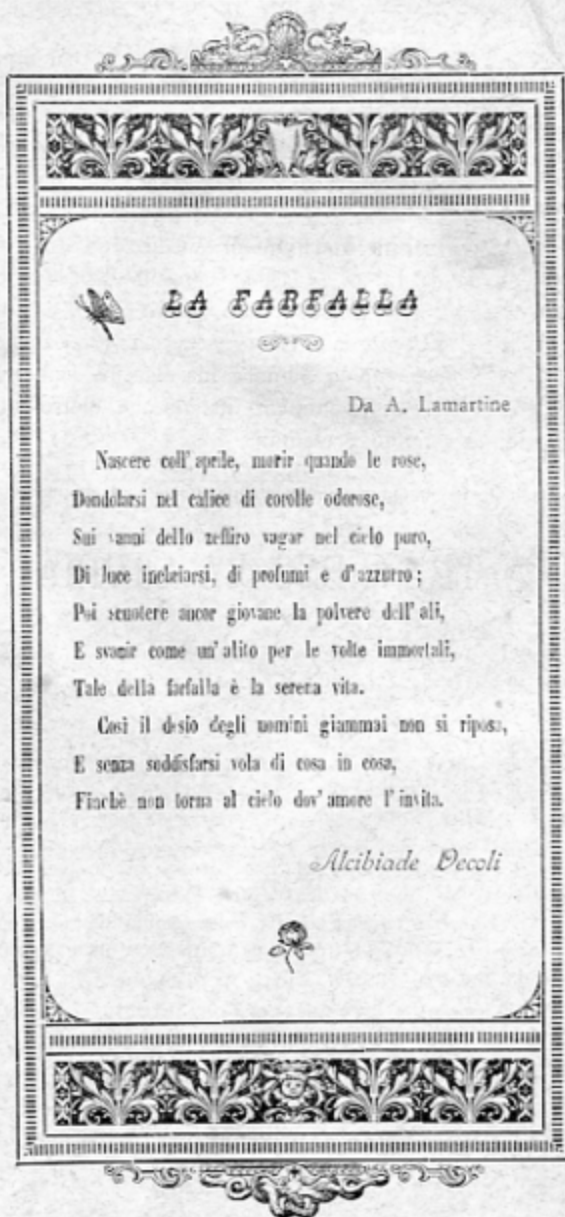 LA FARFALLA
Da A. Lamartine
Nascere coll'aprile, morir quando le rose,
Dondolarsi nel calice di corolle odorose,
Sui vanni dello zeffiro vagar nel cielo puro,
Di luce inebriarsi, di profumi e d'azzurro;
Poi scuotere ancor giovane la polvere dell'ali,
E svanir come un'alito per le volte immortali,
Tale della farfalla è la serena vita.
Così il desio degli uomini giammai non si riposa,
E senza soddisfarsi vola di cosa in cosa,
Finchè non torna al cielo dov'amore l'invita.
Alcibiade Vecoli